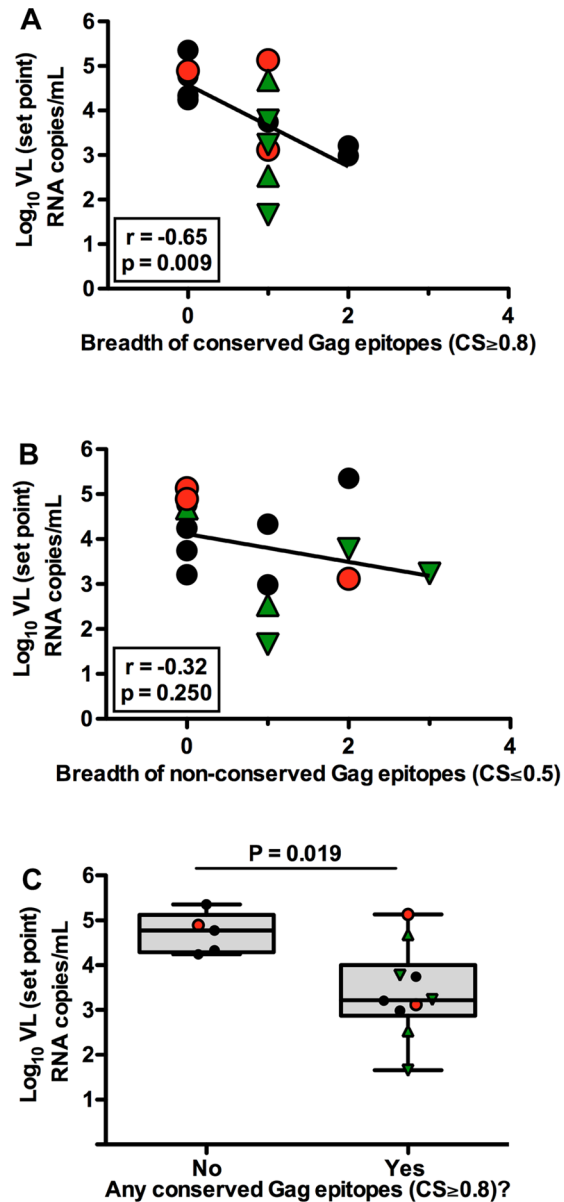 A
6
5
4
3
2
1
0
Log10 VL (set point)
RNA copies/mL
r = -0.65
p = 0.009
0
2
4
Breadth of conserved Gag epitopes (CS≥0.8)
B
6
5
4
3
2
1
0
Log10 VL (set point)
RNA copies/mL
r = -0.32
p = 0.250
0
2
4
Breadth of non-conserved Gag epitopes (CS≤0.5)
C
P = 0.019
6
5
4
3
2
1
Log10 VL (set point)
RNA copies/mL
No
Yes
Any conserved Gag epitopes (CS≥0.8)?